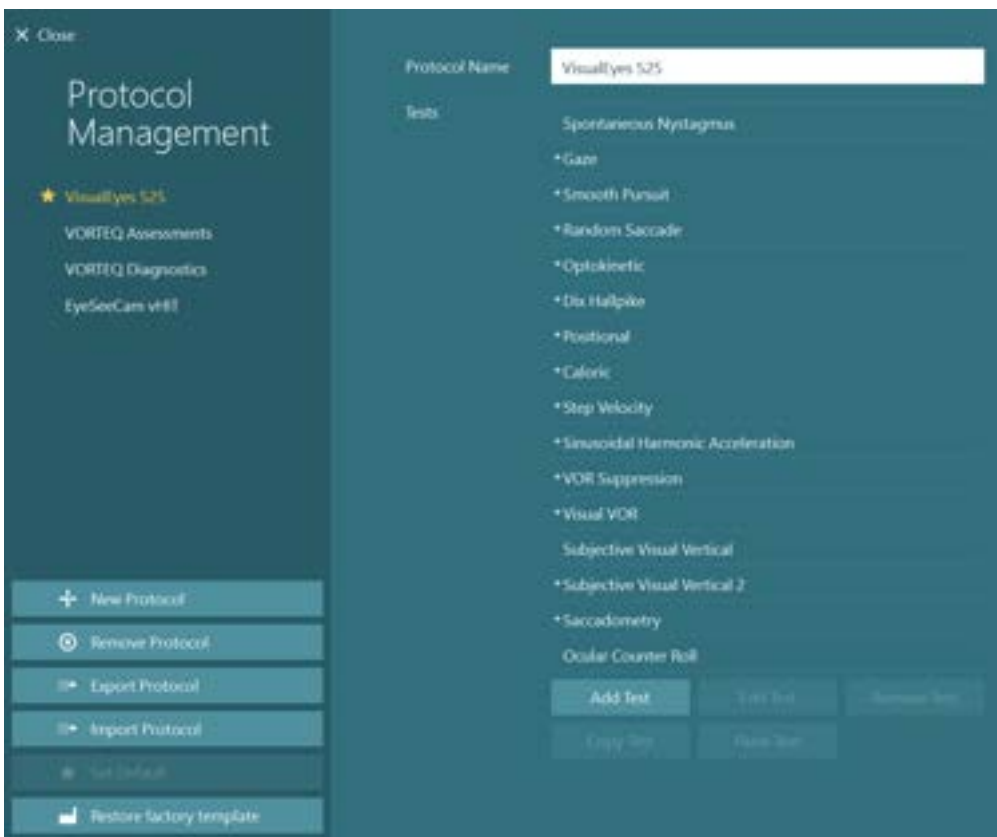 Close
Protocol
Management
VisualEyes 525
VORTEQ Assessments
VORTEQ Diagnostics
EyeSeeCam vHIT
New Protocol
Remove Protocol
Export Protocol
Import Protocol
Set Default
Restore factory template
Protocol Name
VisualEyes 525
Tests
Spontaneous Nystagmus
*Gaze
*Smooth Pursuit
*Random Saccade
*Optokinetic
*Dix Hallpike
*Positional
*Caloric
*Step Velocity
*Sinusoidal Harmonic Acceleration
*VOR Suppression
*Visual VOR
Subjective Visual Vertical
*Subjective Visual Vertical 2
*Saccadometry
Ocular Counter Roll
Add Test
Edit Test
Remove Test
Copy Test